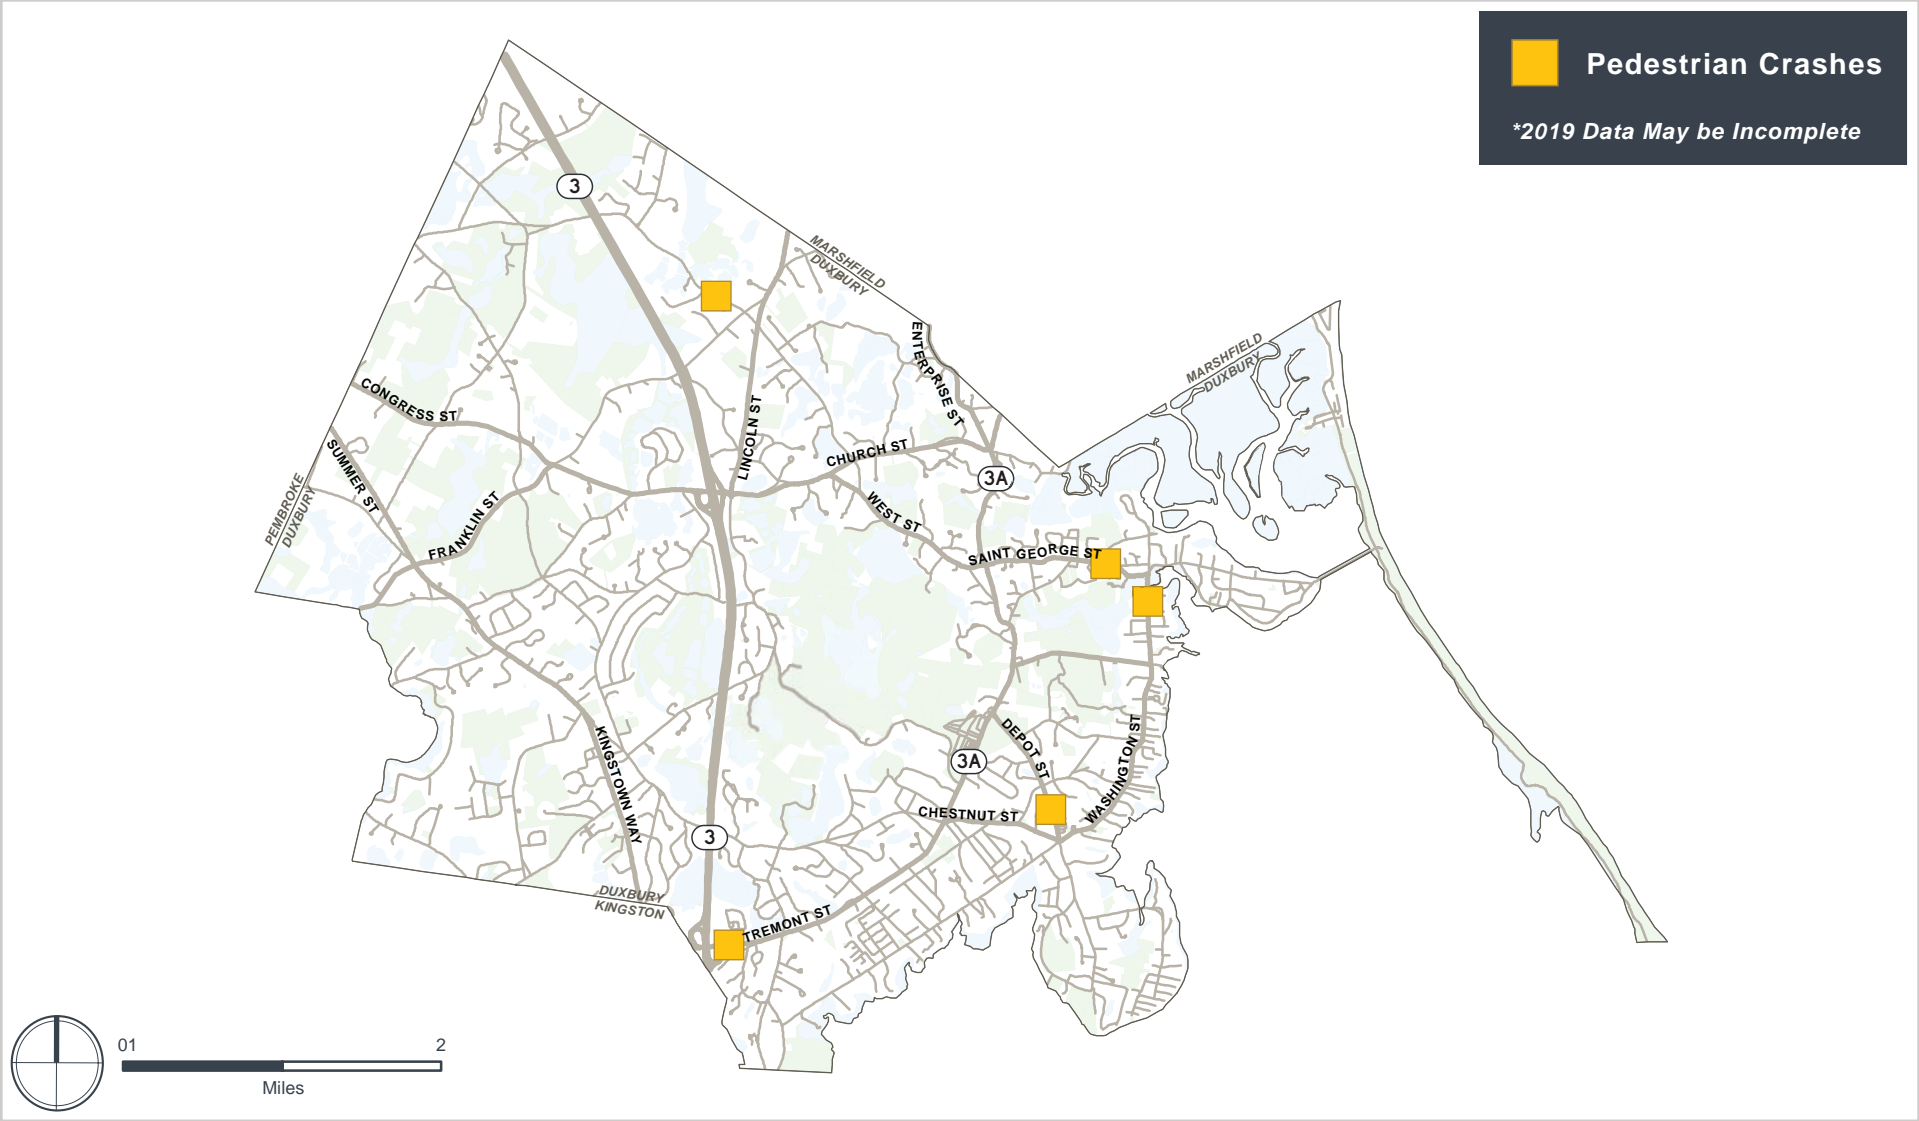 Pedestrian Crashes
*2019 Data May be Incomplete
3
MARSHFIELD
DUXBURY
ENTERPRISE ST
MARSHFIELD
DUXBURY
CONGRESS ST
LINCOLN ST
SUMMER ST
CHURCH ST
3A
PEMBROKE
DUXBURY
FRANKLIN ST
WEST ST
SAINT GEORGE ST
KINGSTOWN WAY
DEPOT ST
WASHINGTON ST
3A
CHESTNUT ST
3
DUXBURY
KINGSTON
TREMONT ST
01 2
Miles